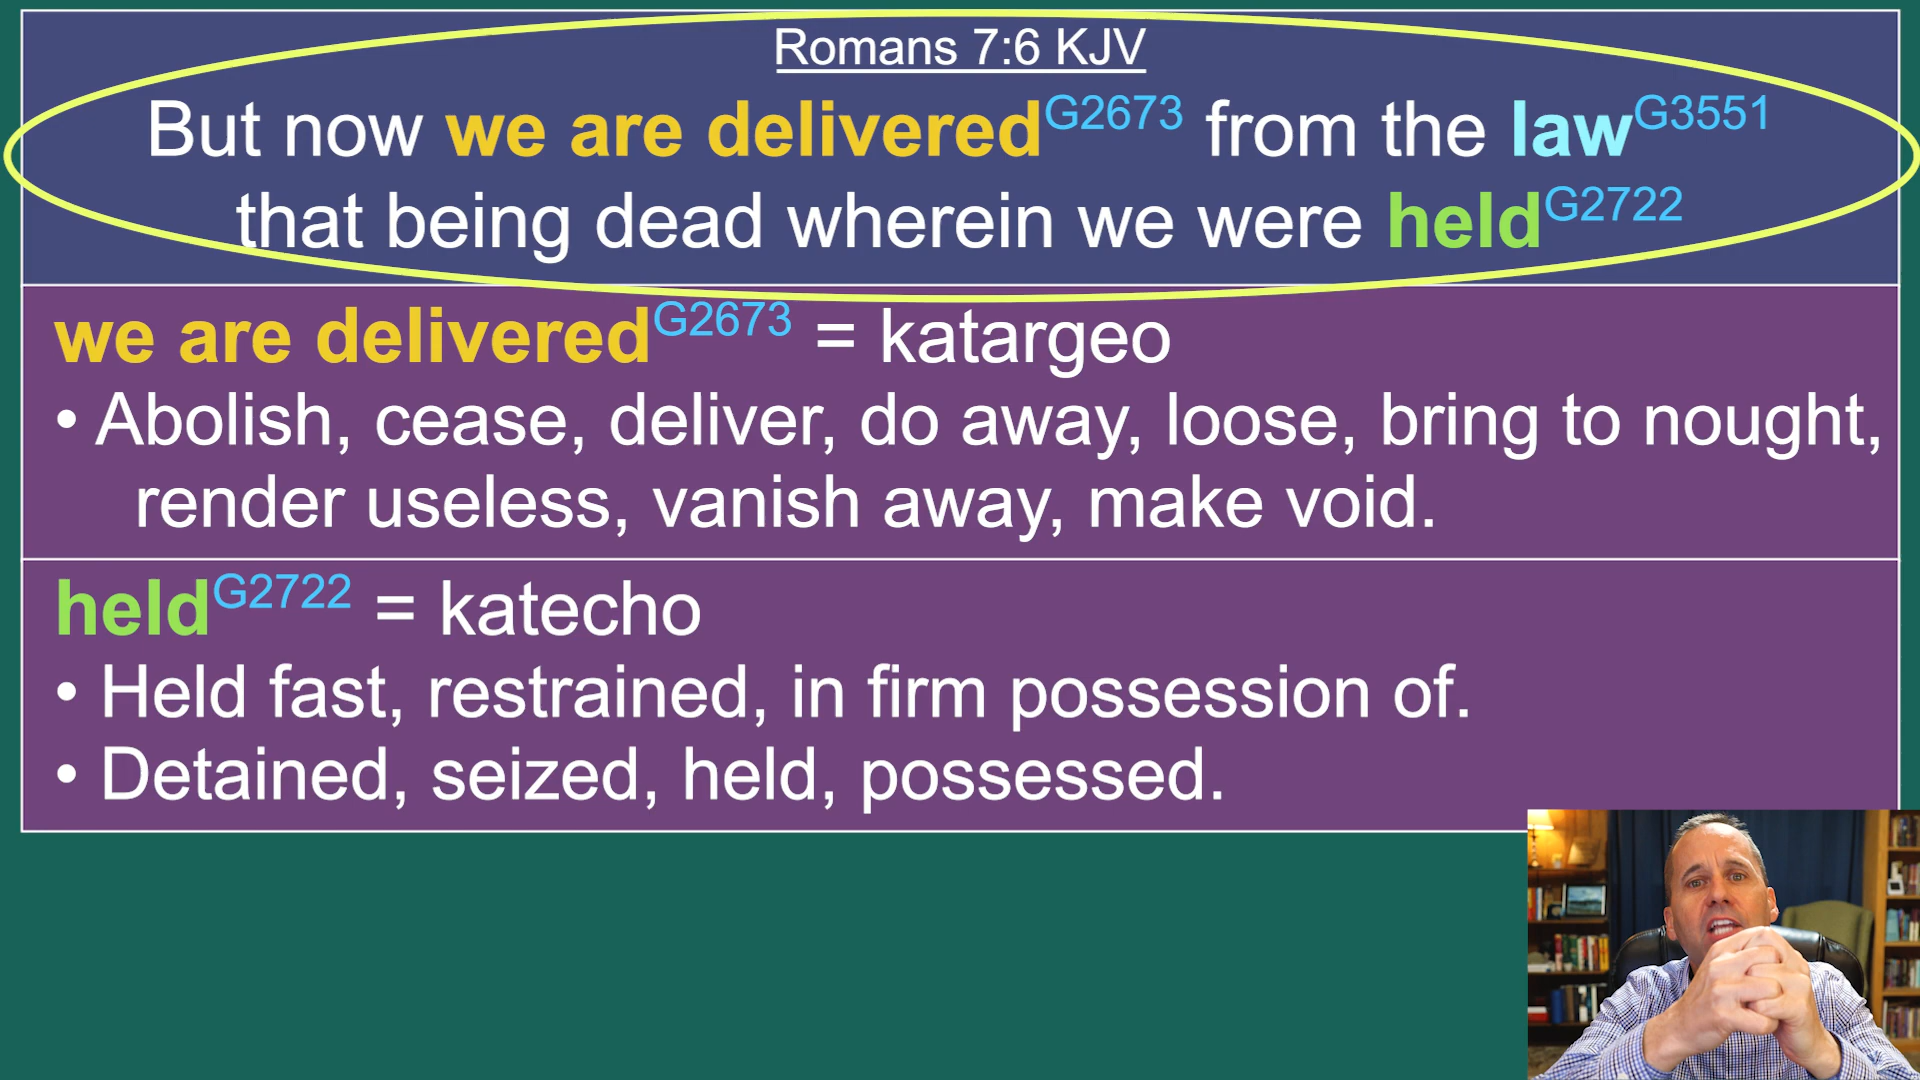 Romans 7:6 KJV
But now we are deliveredG2673 from the lawG3551
that being dead wherein we were heldG2722
we are deliveredG2673 = katargeo
• Abolish, cease, deliver, do away, loose, bring to nought,
render useless, vanish away, make void.
heldG2722 = katecho
• Held fast, restrained, in firm possession of.
• Detained, seized, held, possessed.